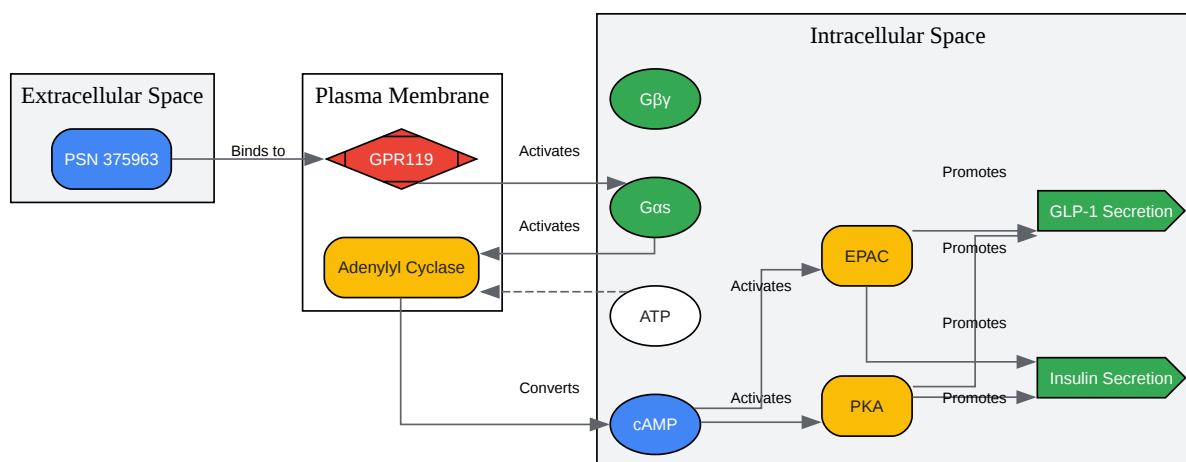 Extracellular Space
PSN 375963
Binds to
Plasma Membrane
GPR119
Adenylyl Cyclase
Activates
Activates
Converts
Intracellular Space
Gβγ
Gαs
ATP
cAMP
Activates
Activates
EPAC
PKA
Promotes
Promotes
Promotes
Promotes
GLP-1 Secretion
Insulin Secretion